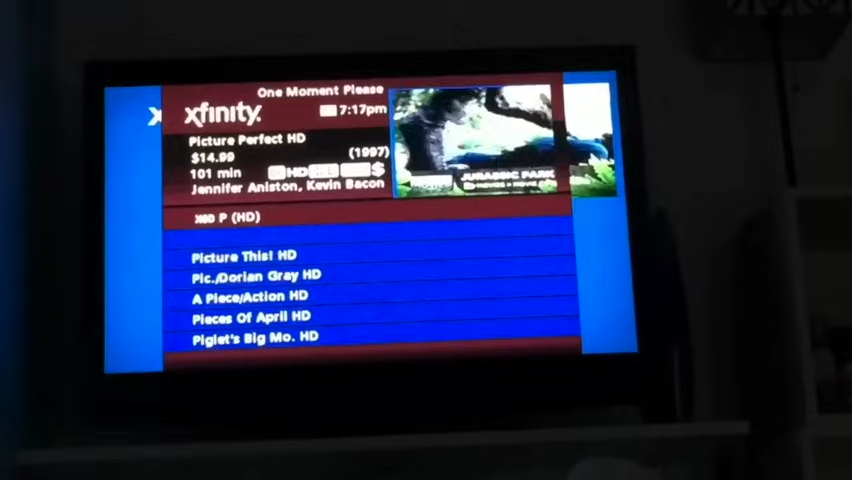 One Moment Please
X
xfinity.
7:17pm
Picture Perfect HD
$14.99
(1997)
101 min
HD
$
Jennifer Aniston, Kevin Bacon
JURASSIC PARK
P (HD)
Picture This! HD
Pic./Dorian Gray HD
A Piece/Action HD
Pieces Of April HD
Piglet's Big Mo. HD